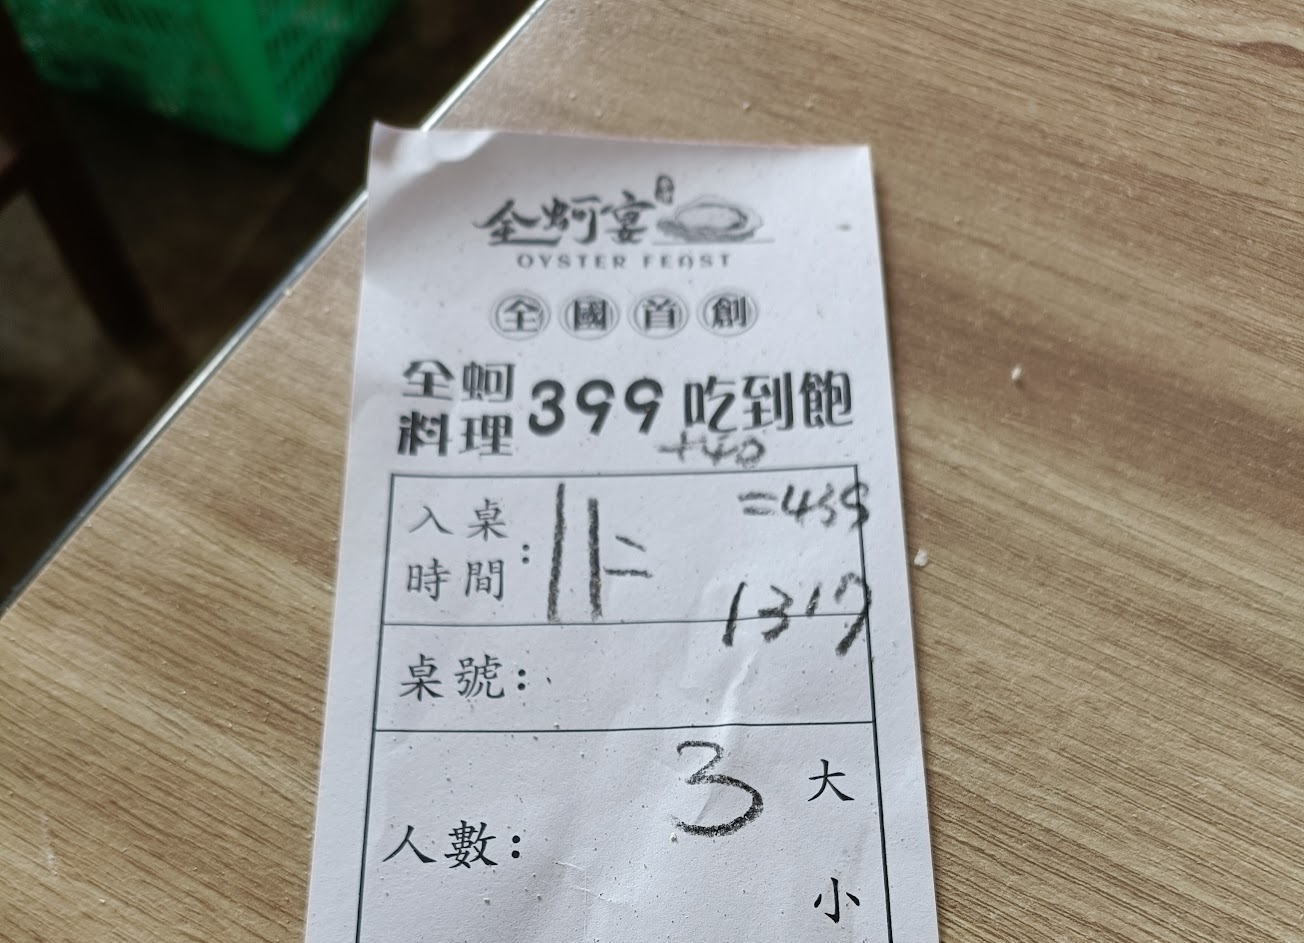 全蚵宴
OYSTER FEAST
全國首創
全蚵料理 399 吃到飽
+40
=439
入桌時間：11
1317
桌號：
人數：3 大
小